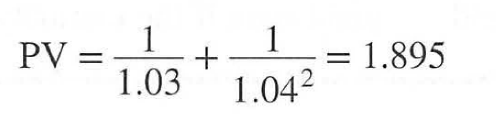 PV = 1/1.03 + 1/1.04² = 1.895